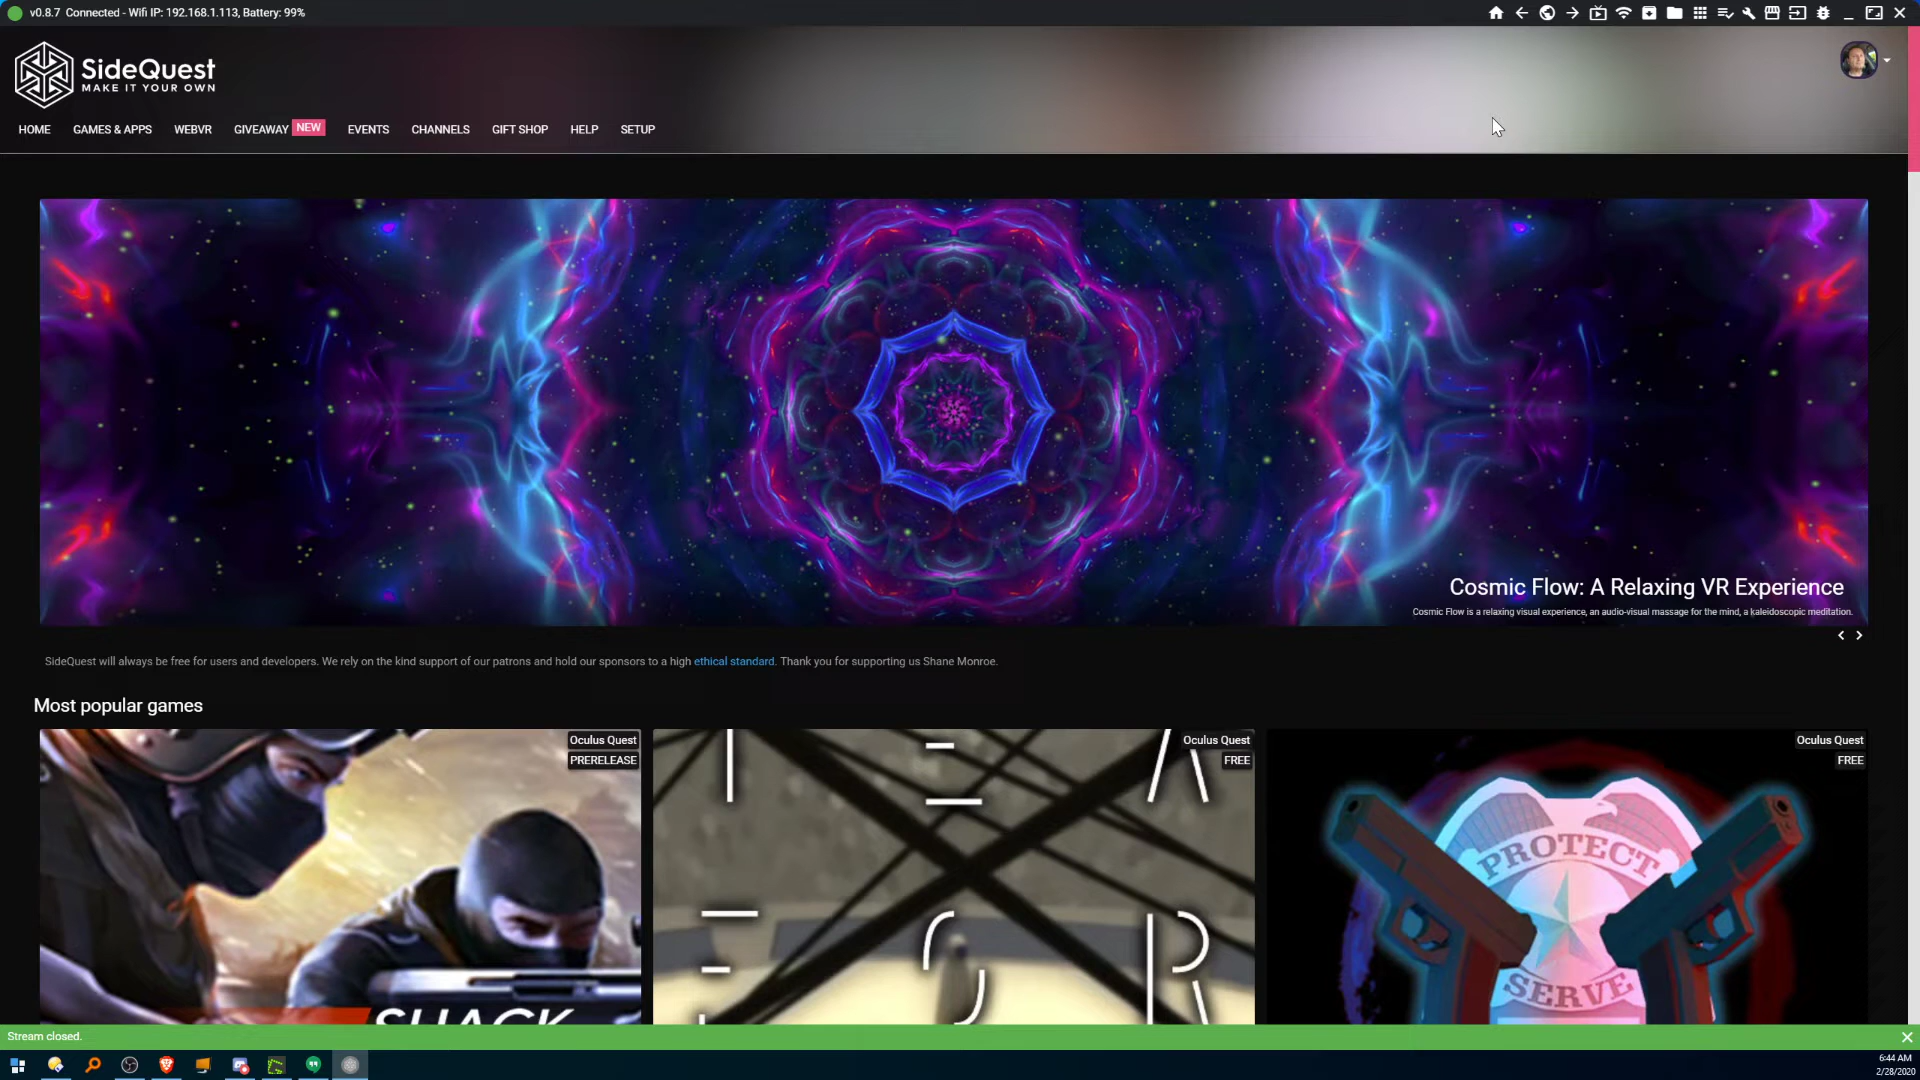 v0.8.7 Connected - Wifi IP: 192.168.1.113, Battery: 99%
SideQuest
MAKE IT YOUR OWN
HOME GAMES & APPS WEBVR GIVEAWAY NEW EVENTS CHANNELS GIFT SHOP HELP SETUP
Cosmic Flow: A Relaxing VR Experience
Cosmic Flow is a relaxing visual experience, an audio-visual massage for the mind, a kaleidoscopic meditation.
SideQuest will always be free for users and developers. We rely on the kind support of our patrons and hold our sponsors to a high ethical standard. Thank you for supporting us Shane Monroe.
Most popular games
Oculus Quest
PRERELEASE
SHACK
Oculus Quest
FREE
Oculus Quest
FREE
PROTECT
SERVE
Stream closed.
6:44 AM
2/28/2020